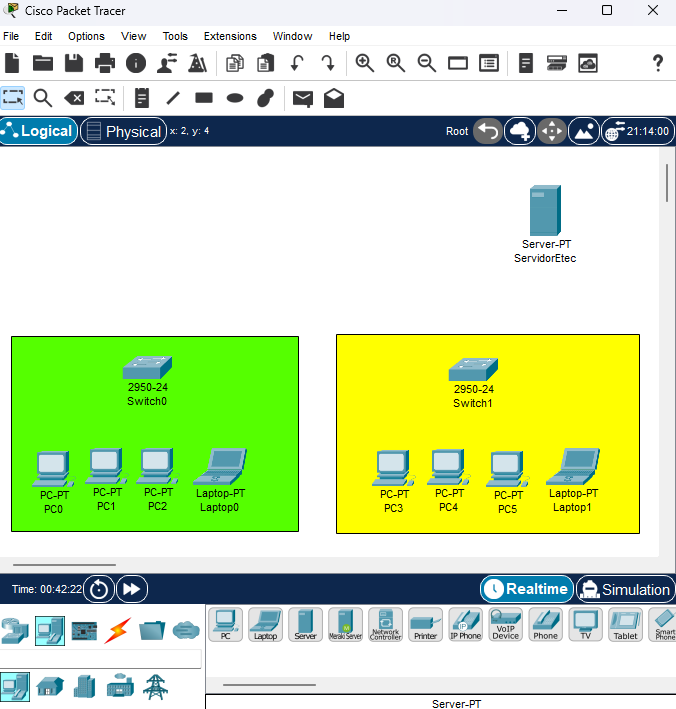 Cisco Packet Tracer
File Edit Options View Tools Extensions Window Help
?
Logical Physical x: 2, y: 4 Root 21:14:00
Server-PT
ServidorEtec
2950-24
Switch0
2950-24
Switch1
PC-PT
PC0
PC-PT
PC1
PC-PT
PC2
Laptop-PT
Laptop0
PC-PT
PC3
PC-PT
PC4
PC-PT
PC5
Laptop-PT
Laptop1
Time: 00:42:22 Realtime Simulation
PC
Laptop
Server
Meraki Server
Network
Controller
Printer
IP Phone
VoIP
Device
Phone
TV
Tablet
Smart
Phone
Server-PT